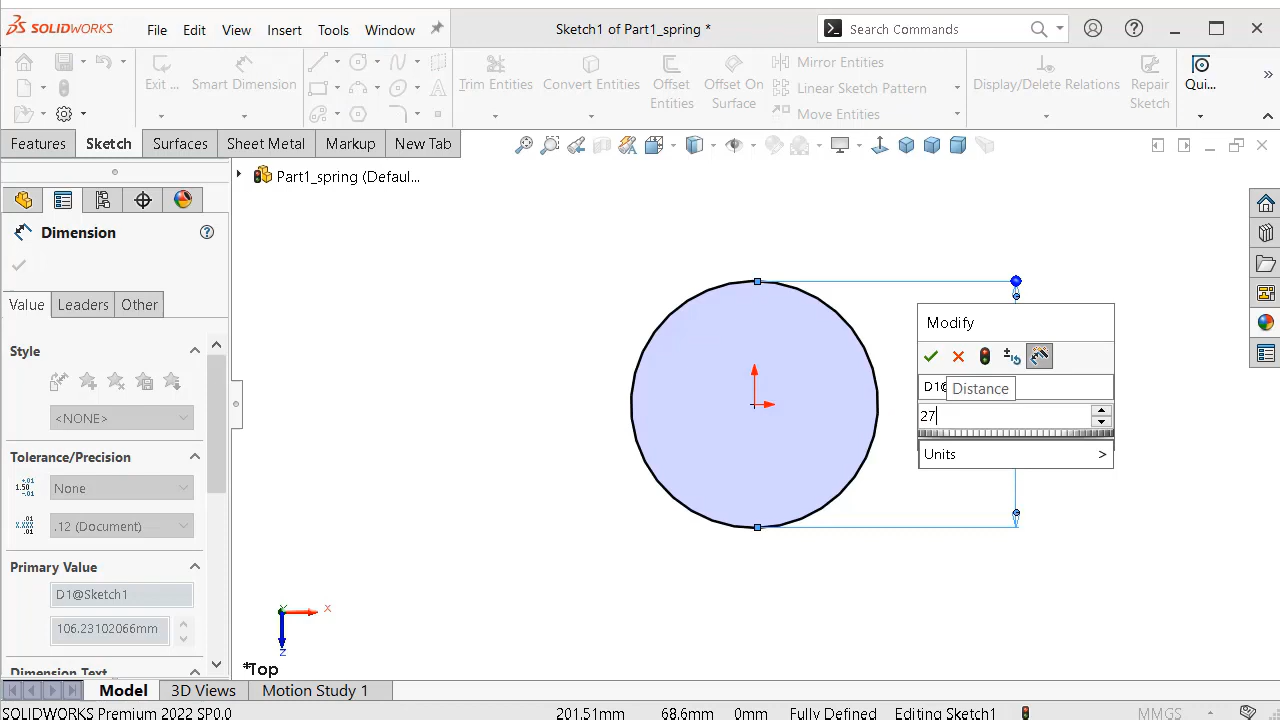 SOLIDWORKS
File Edit View Insert Tools Window
Sketch1 of Part1_spring *
Search Commands
Exit ...
Smart Dimension
Trim Entities
Convert Entities
Offset Entities
Offset On Surface
Mirror Entities
Linear Sketch Pattern
Move Entities
Display/Delete Relations
Repair Sketch
Qui...
Features Sketch Surfaces Sheet Metal Markup New Tab
Part1_spring (Defaul...
Dimension
Value Leaders Other
Style
<NONE>
Tolerance/Precision
1.50 +.01 -.01
None
.12 (Document)
Primary Value
D1@Sketch1
106.23102066mm
Dimension Text
Modify
D1@
Distance
27
Units >
X
Y
Z
*Top
Model 3D Views Motion Study 1
SOLIDWORKS Premium 2022 SP0.0
201.51mm 68.6mm 0mm Fully Defined Editing Sketch1
MMGS